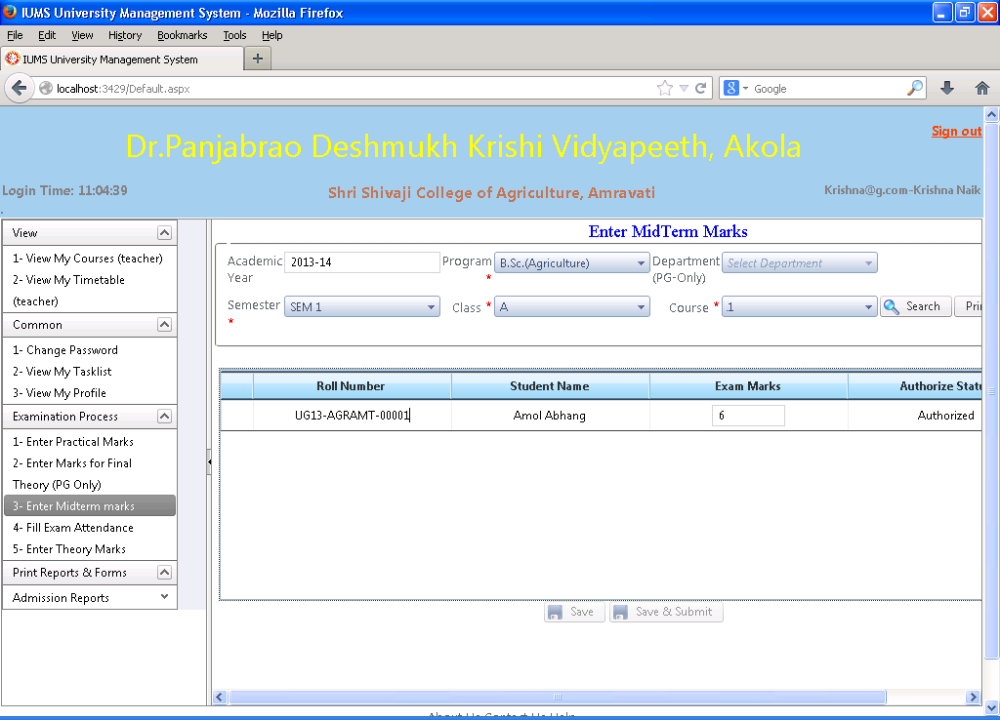 IUMS University Management System - Mozilla Firefox
File Edit View History Bookmarks Tools Help
IUMS University Management System
localhost:3429/Default.aspx
Google
Dr.Panjabrao Deshmukh Krishi Vidyapeeth, Akola
Sign out
Login Time: 11:04:39
Shri Shivaji College of Agriculture, Amravati
Krishna@g.com-Krishna Naik
View
1- View My Courses (teacher)
2- View My Timetable
(teacher)
Common
1- Change Password
2- View My Tasklist
3- View My Profile
Examination Process
1- Enter Practical Marks
2- Enter Marks for Final
Theory (PG Only)
3- Enter Midterm marks
4- Fill Exam Attendance
5- Enter Theory Marks
Print Reports & Forms
Admission Reports
Enter MidTerm Marks
Academic Year 2013-14 Program * B.Sc.(Agriculture) Department (PG-Only) Select Department
Semester * SEM 1 Class * A Course * .1 Search Pri
Roll Number Student Name Exam Marks Authorize Statu
UG13-AGRAMT-00001 Amol Abhang 6 Authorized
Save Save & Submit
About Us Contact Us Help